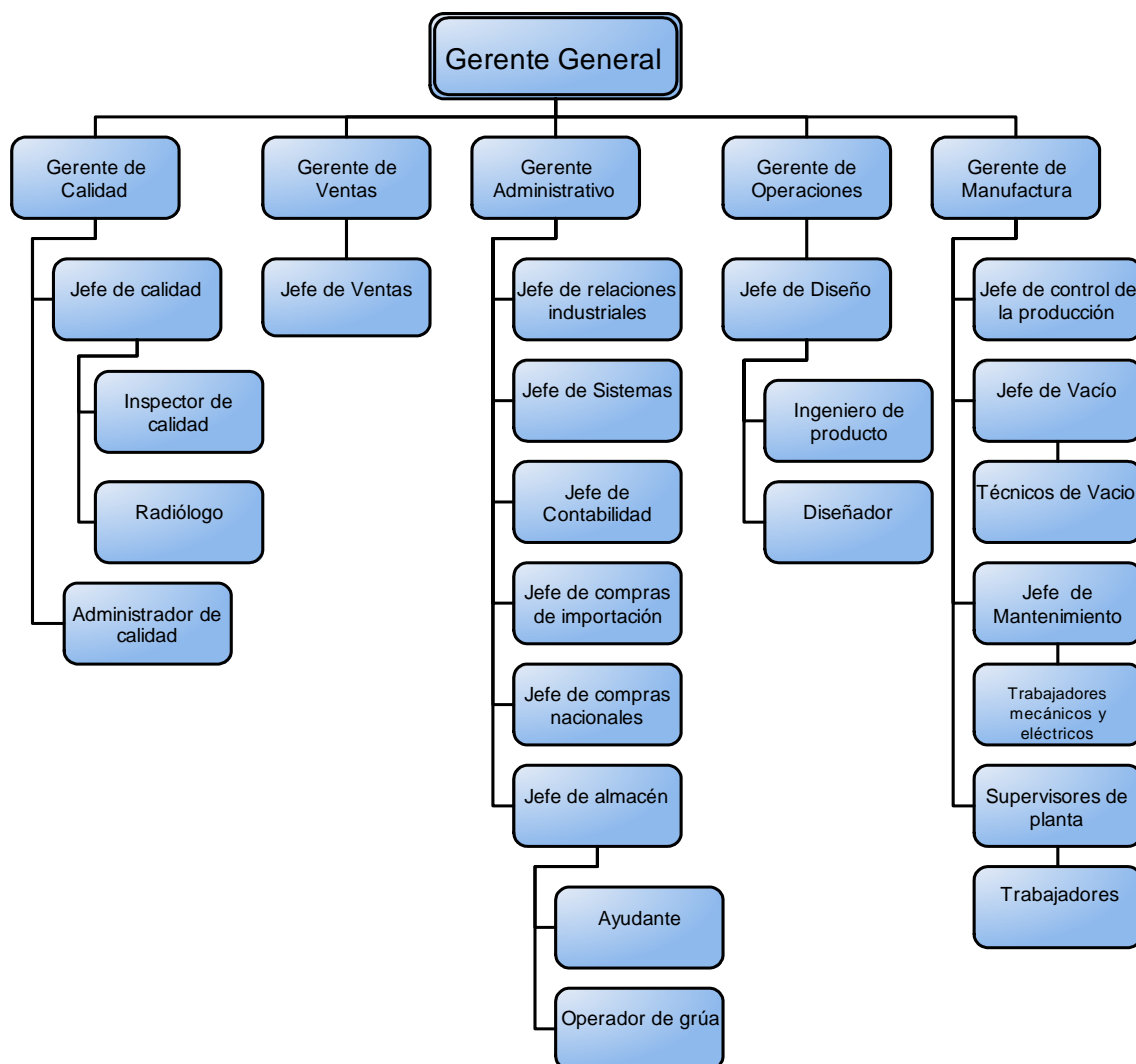 Gerente General
Gerente de
Calidad
Gerente de
Ventas
Gerente
Administrativo
Gerente de
Operaciones
Gerente de
Manufactura
Jefe de calidad
Inspector de
calidad
Radiólogo
Administrador de
calidad
Jefe de Ventas
Jefe de relaciones
industriales
Jefe de Sistemas
Jefe de
Contabilidad
Jefe de compras
de importación
Jefe de compras
nacionales
Jefe de almacén
Ayudante
Operador de grúa
Jefe de Diseño
Ingeniero de
producto
Diseñador
Jefe de control de
la producción
Jefe de Vacío
Técnicos de Vacio
Jefe de
Mantenimiento
Trabajadores
mecánicos y
eléctricos
Supervisores de
planta
Trabajadores